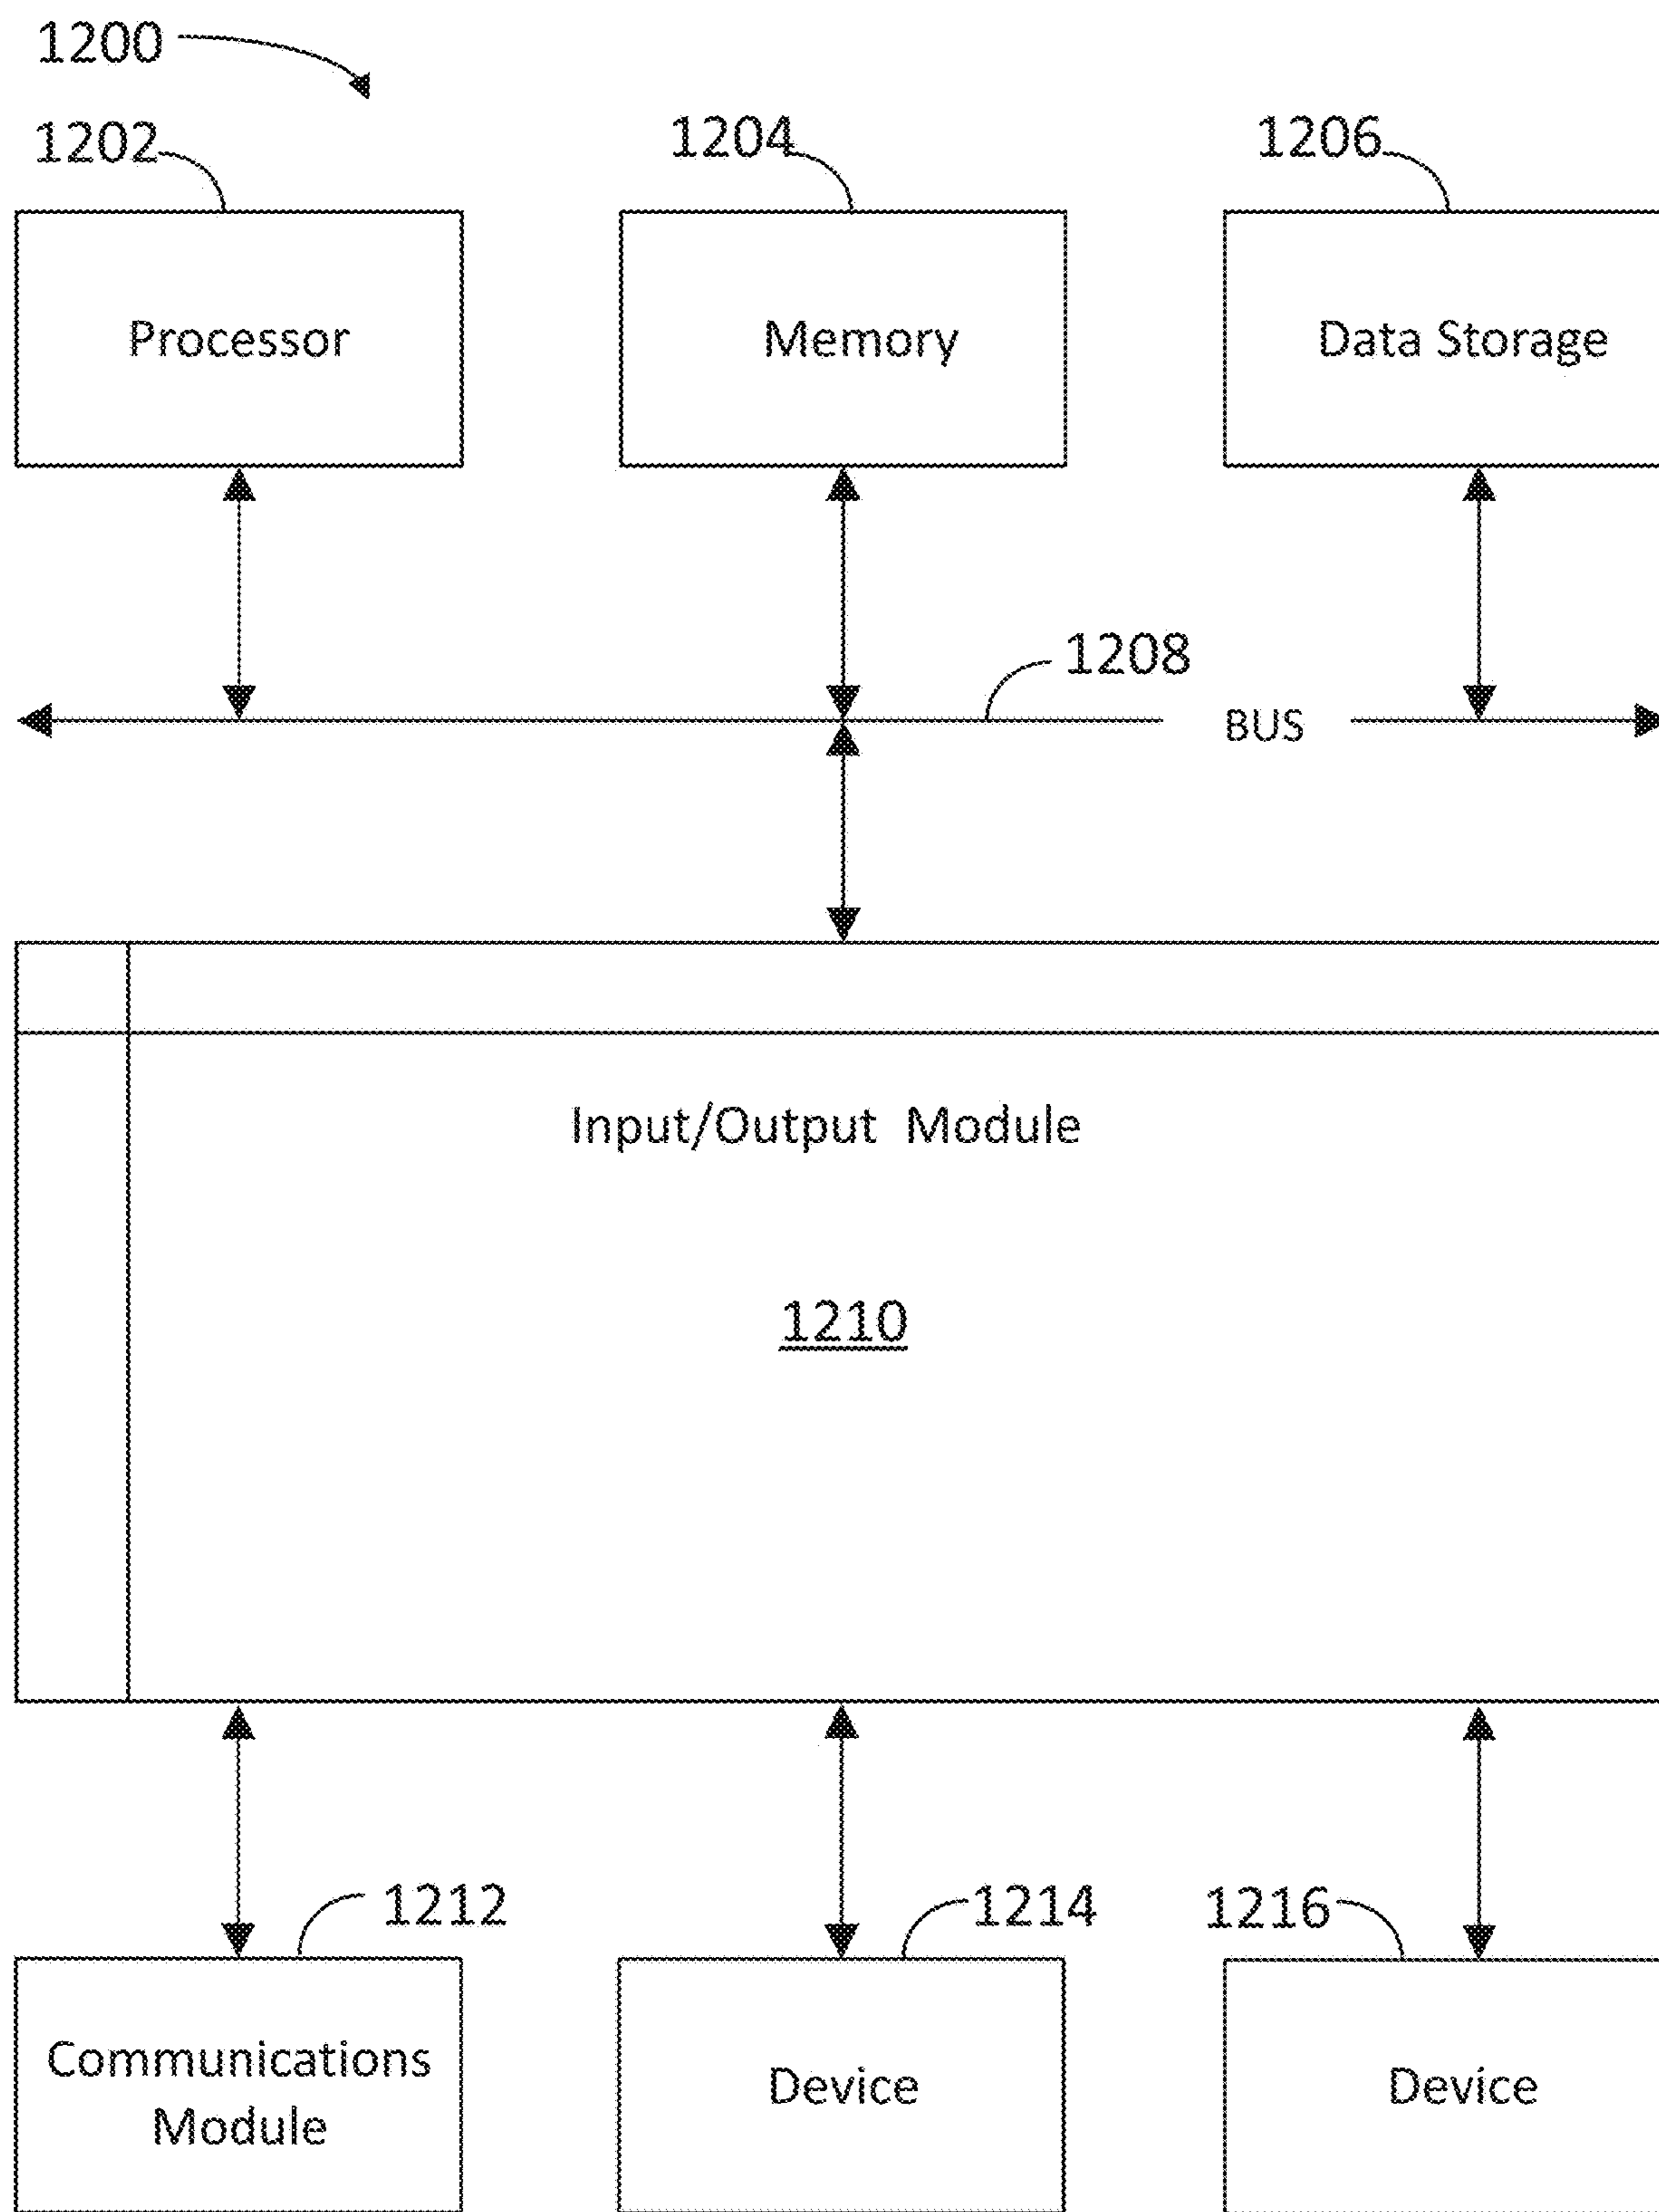 1200
1202 1204 1206
Processor Memory Data Storage
1208
BUS
Input/Output Module
1210
1212 1214 1216
Communications
Module
Device Device